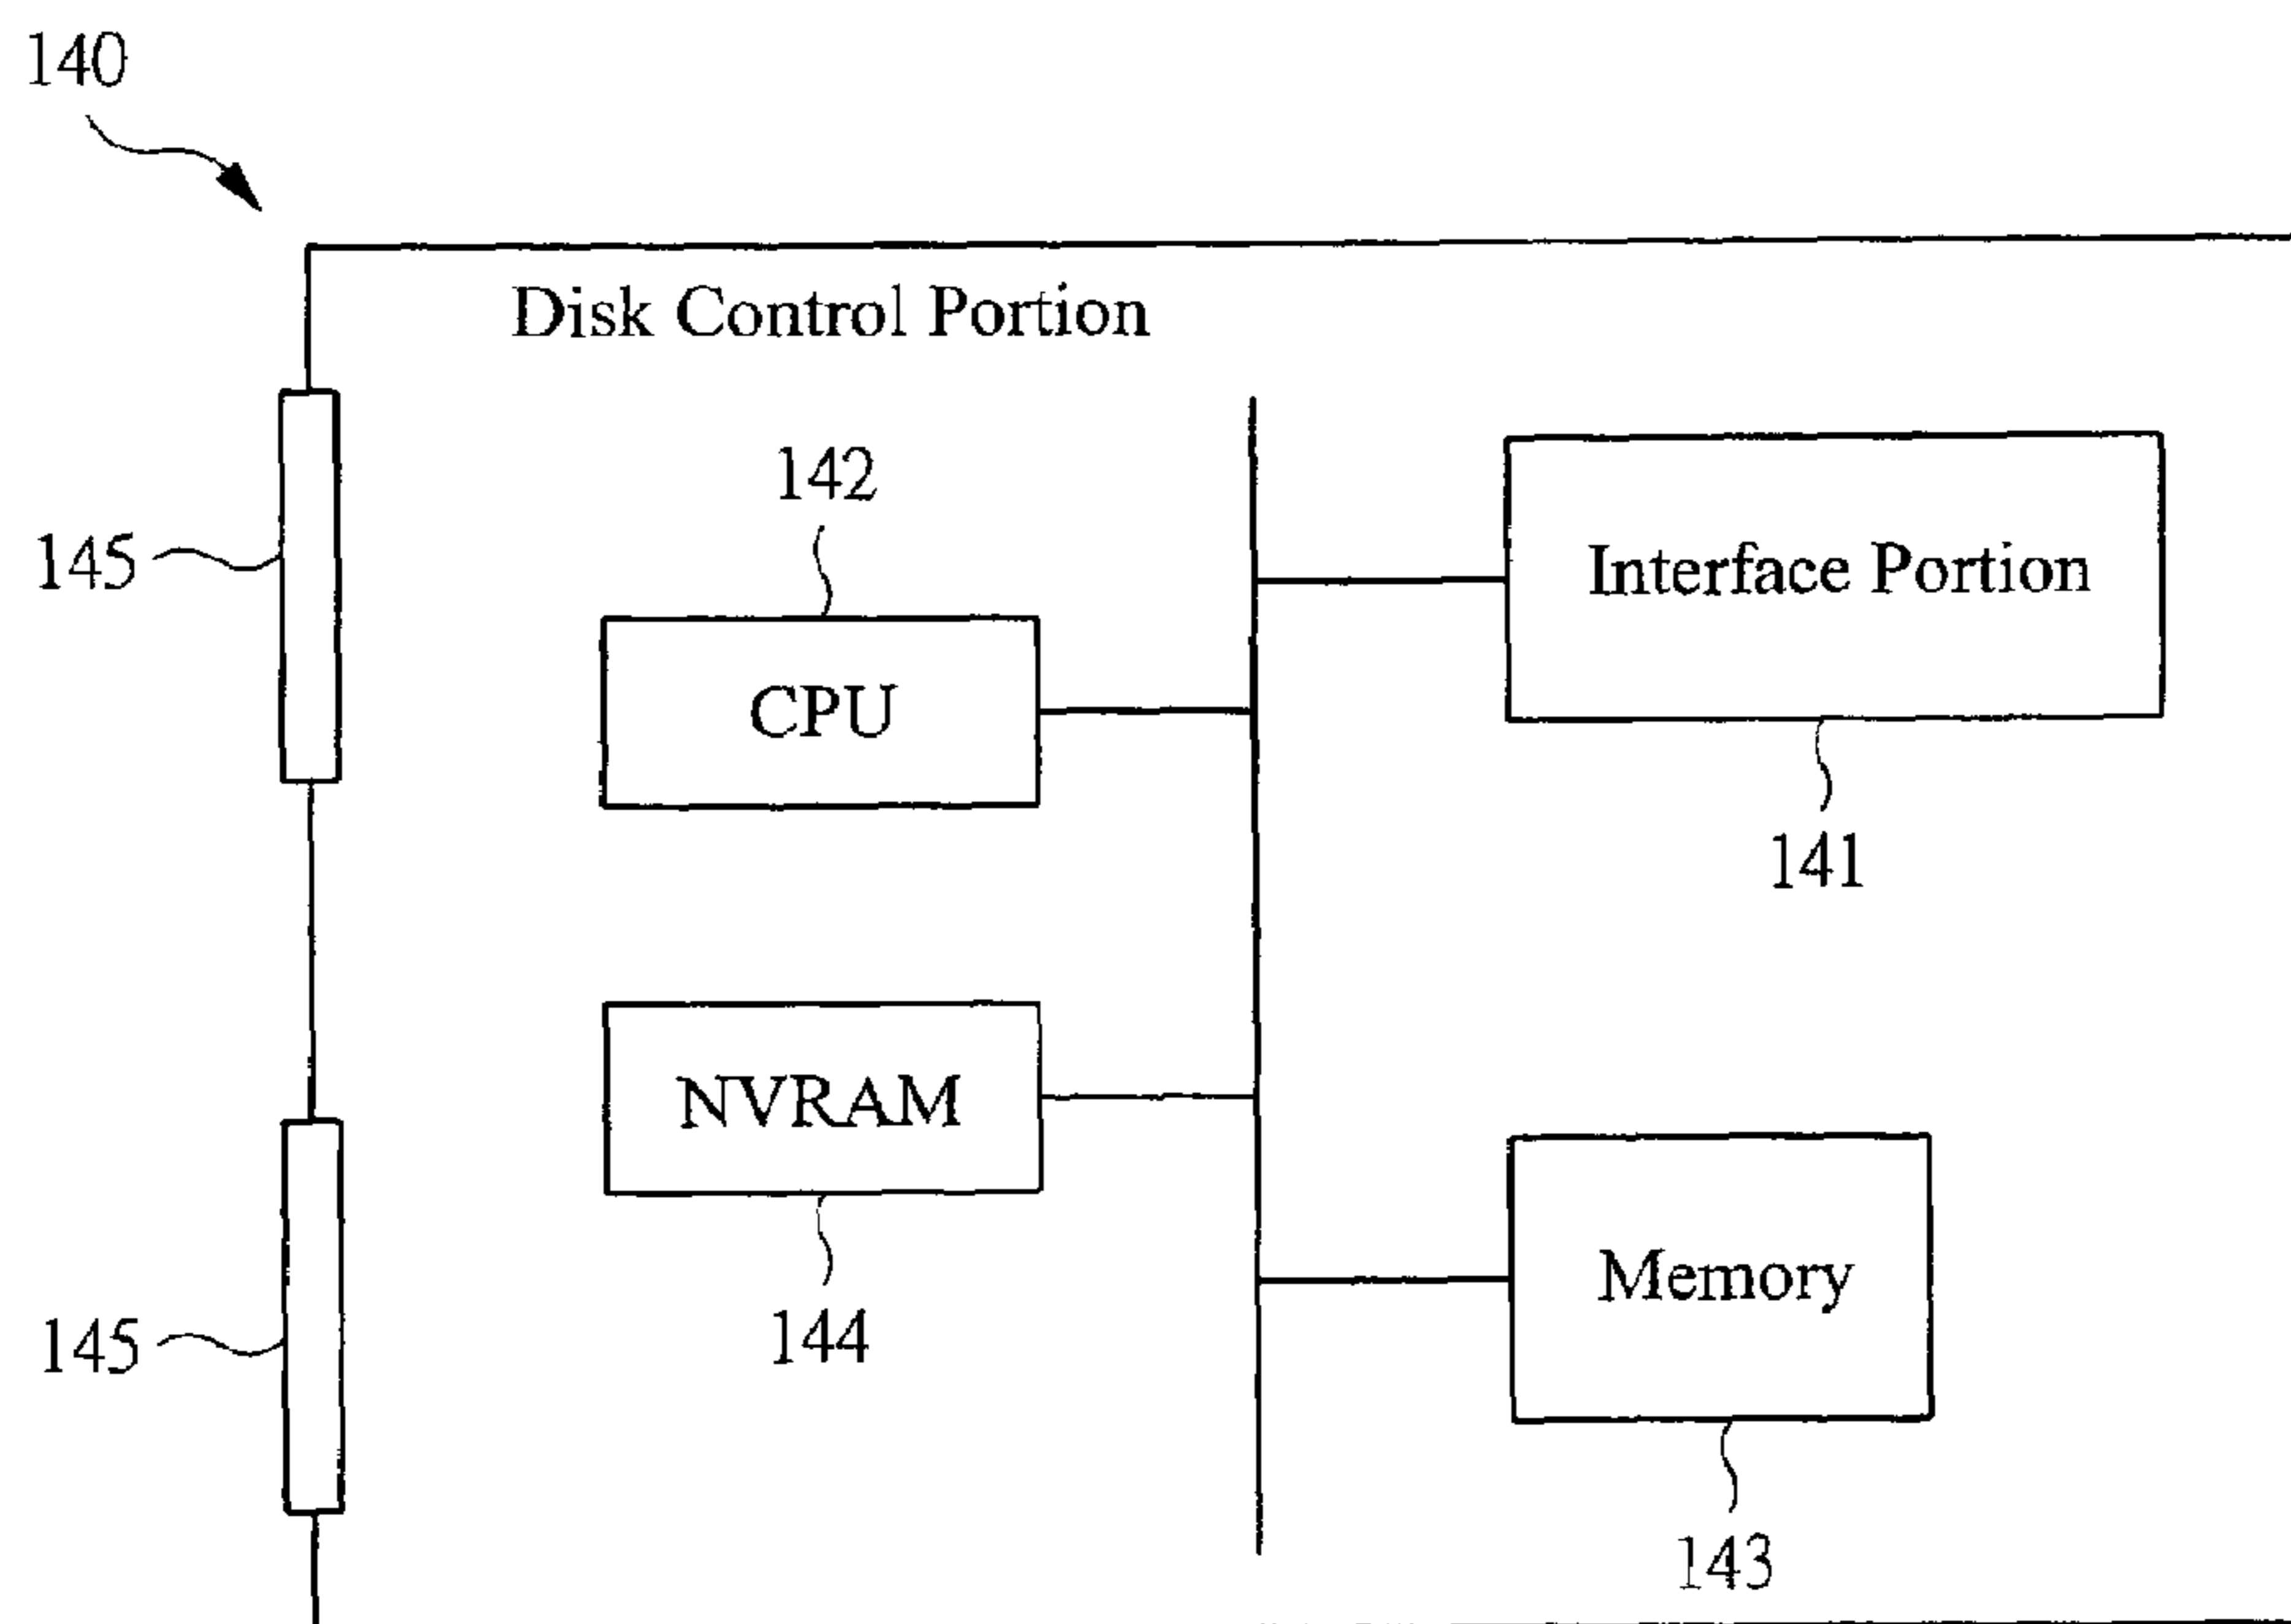 140
Disk Control Portion
142
145
Interface Portion
CPU
141
NVRAM
Memory
145
144
143